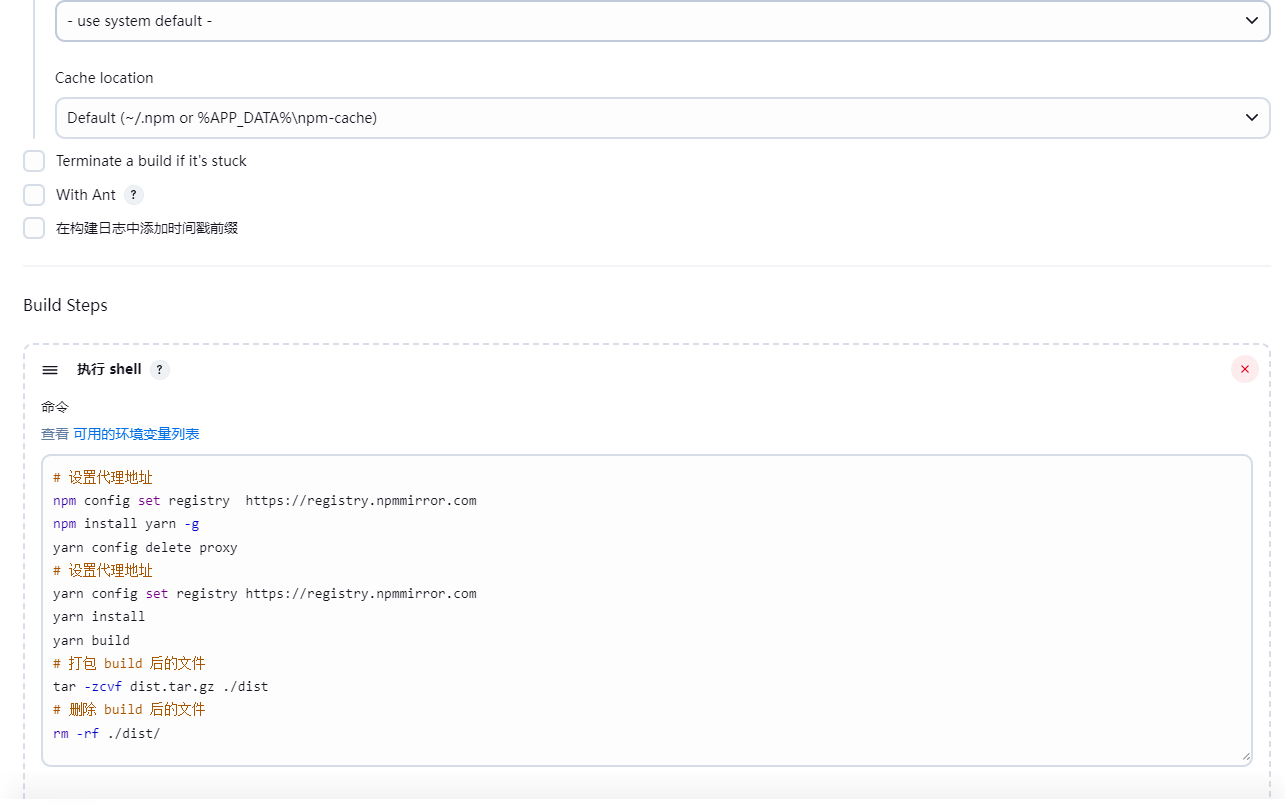 - use system default -
Cache location
Default (~/.npm or %APP_DATA%\npm-cache)
Terminate a build if it's stuck
With Ant ?
在构建日志中添加时间戳前缀
Build Steps
执行 shell ?
命令
查看 可用的环境变量列表
# 设置代理地址
npm config set registry  https://registry.npmmirror.com
npm install yarn -g
yarn config delete proxy
# 设置代理地址
yarn config set registry https://registry.npmmirror.com
yarn install
yarn build
# 打包 build 后的文件
tar -zcvf dist.tar.gz ./dist
# 删除 build 后的文件
rm -rf ./dist/